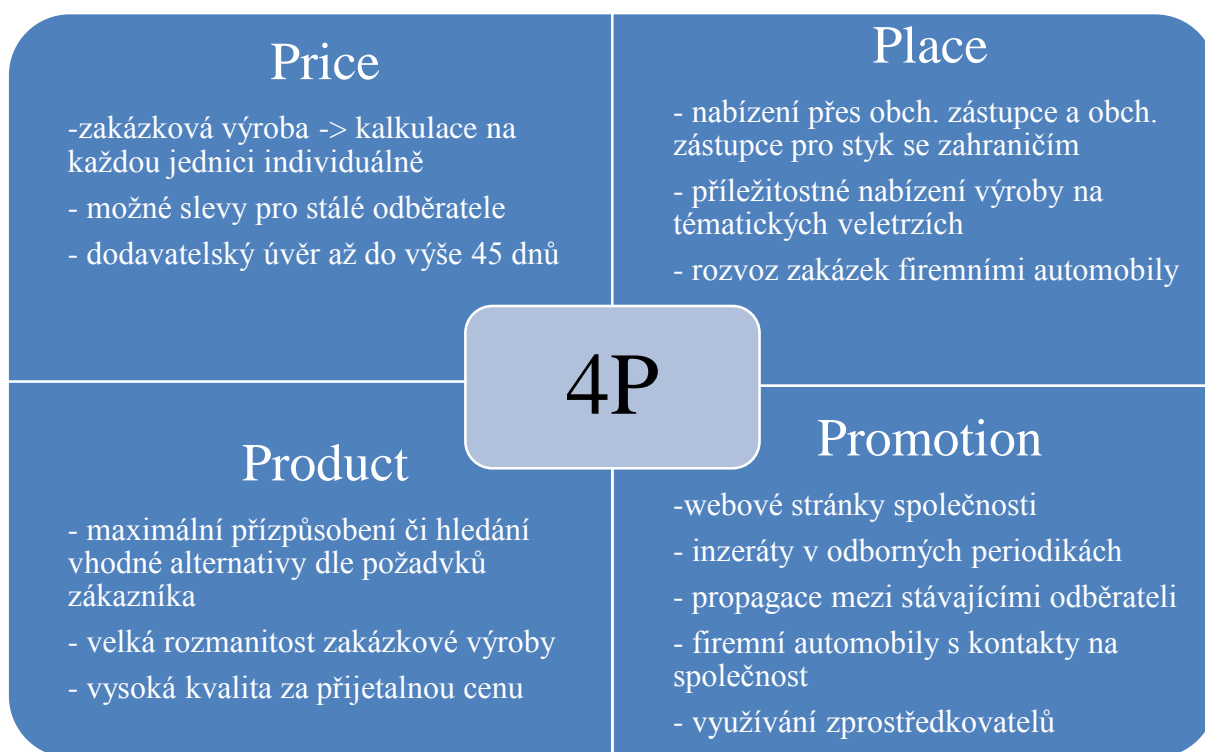 Price
-zakázková výroba -> kalkulace na
každou jednici individuálně
- možné slevy pro stálé odběratele
- dodavatelský úvěr až do výše 45 dnů
Place
- nabízení přes obch. zástupce a obch.
zástupce pro styk se zahraničím
- příležitostné nabízení výroby na
tématických veletrzích
- rozvoz zakázek firemními automobily
4P
Product
- maximální přízpůsobení či hledání
vhodné alternativy dle požadvků
zákazníka
- velká rozmanitost zakázkové výroby
- vysoká kvalita za přijetalnou cenu
Promotion
-webové stránky společnosti
- inzeráty v odborných periodikách
- propagace mezi stávajícími odběrateli
- firemní automobily s kontakty na
společnost
- využívání zprostředkovatelů